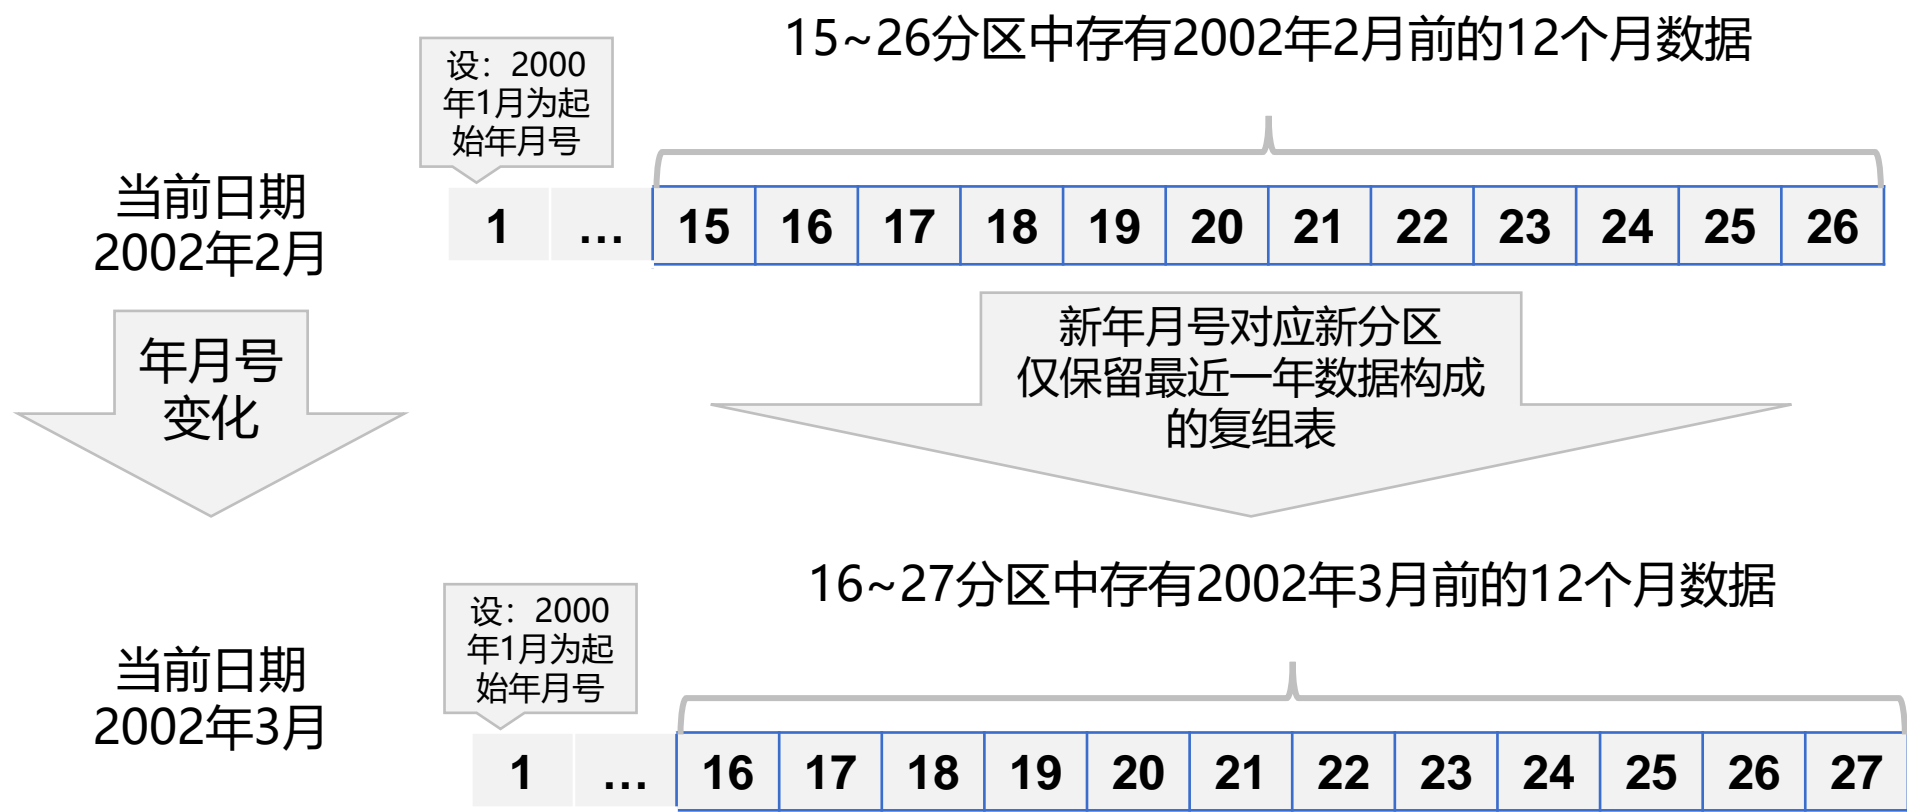 15~26分区中存有2002年2月前的12个月数据
设：2000
年1月为起
始年月号
当前日期
2002年2月
1 … 15 16 17 18 19 20 21 22 23 24 25 26
年月号
变化
新年月号对应新分区
仅保留最近一年数据构成
的复组表
16~27分区中存有2002年3月前的12个月数据
设：2000
年1月为起
始年月号
当前日期
2002年3月
1 … 16 17 18 19 20 21 22 23 24 25 26 27